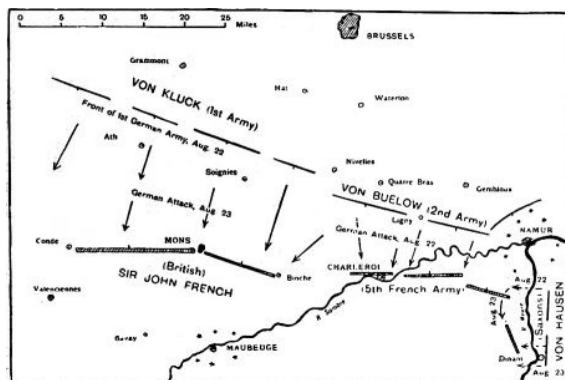 0 5 10 15 20 25
Miles
BRUSSELS
Grammont
Hal
Waterloo
VON KLUCK (1st Army)
Front of 1st German Army, Aug. 22
Ath
Soignies
Nivelles
Quatre Bras
Gembloux
VON BUELOW (2nd Army)
German Attack, Aug 23
Ligny
German Attack, Aug. 22
NAMUR
Condé
MONS
(British)
SIR JOHN FRENCH
Binche
CHARLEROI
(5th French Army)
Aug 22
Aug. 23
(Saxons)
VON HAUSEN
Valenciennes
Bavay
MAUBEUGE
R Sambre
Dinant
Aug 23